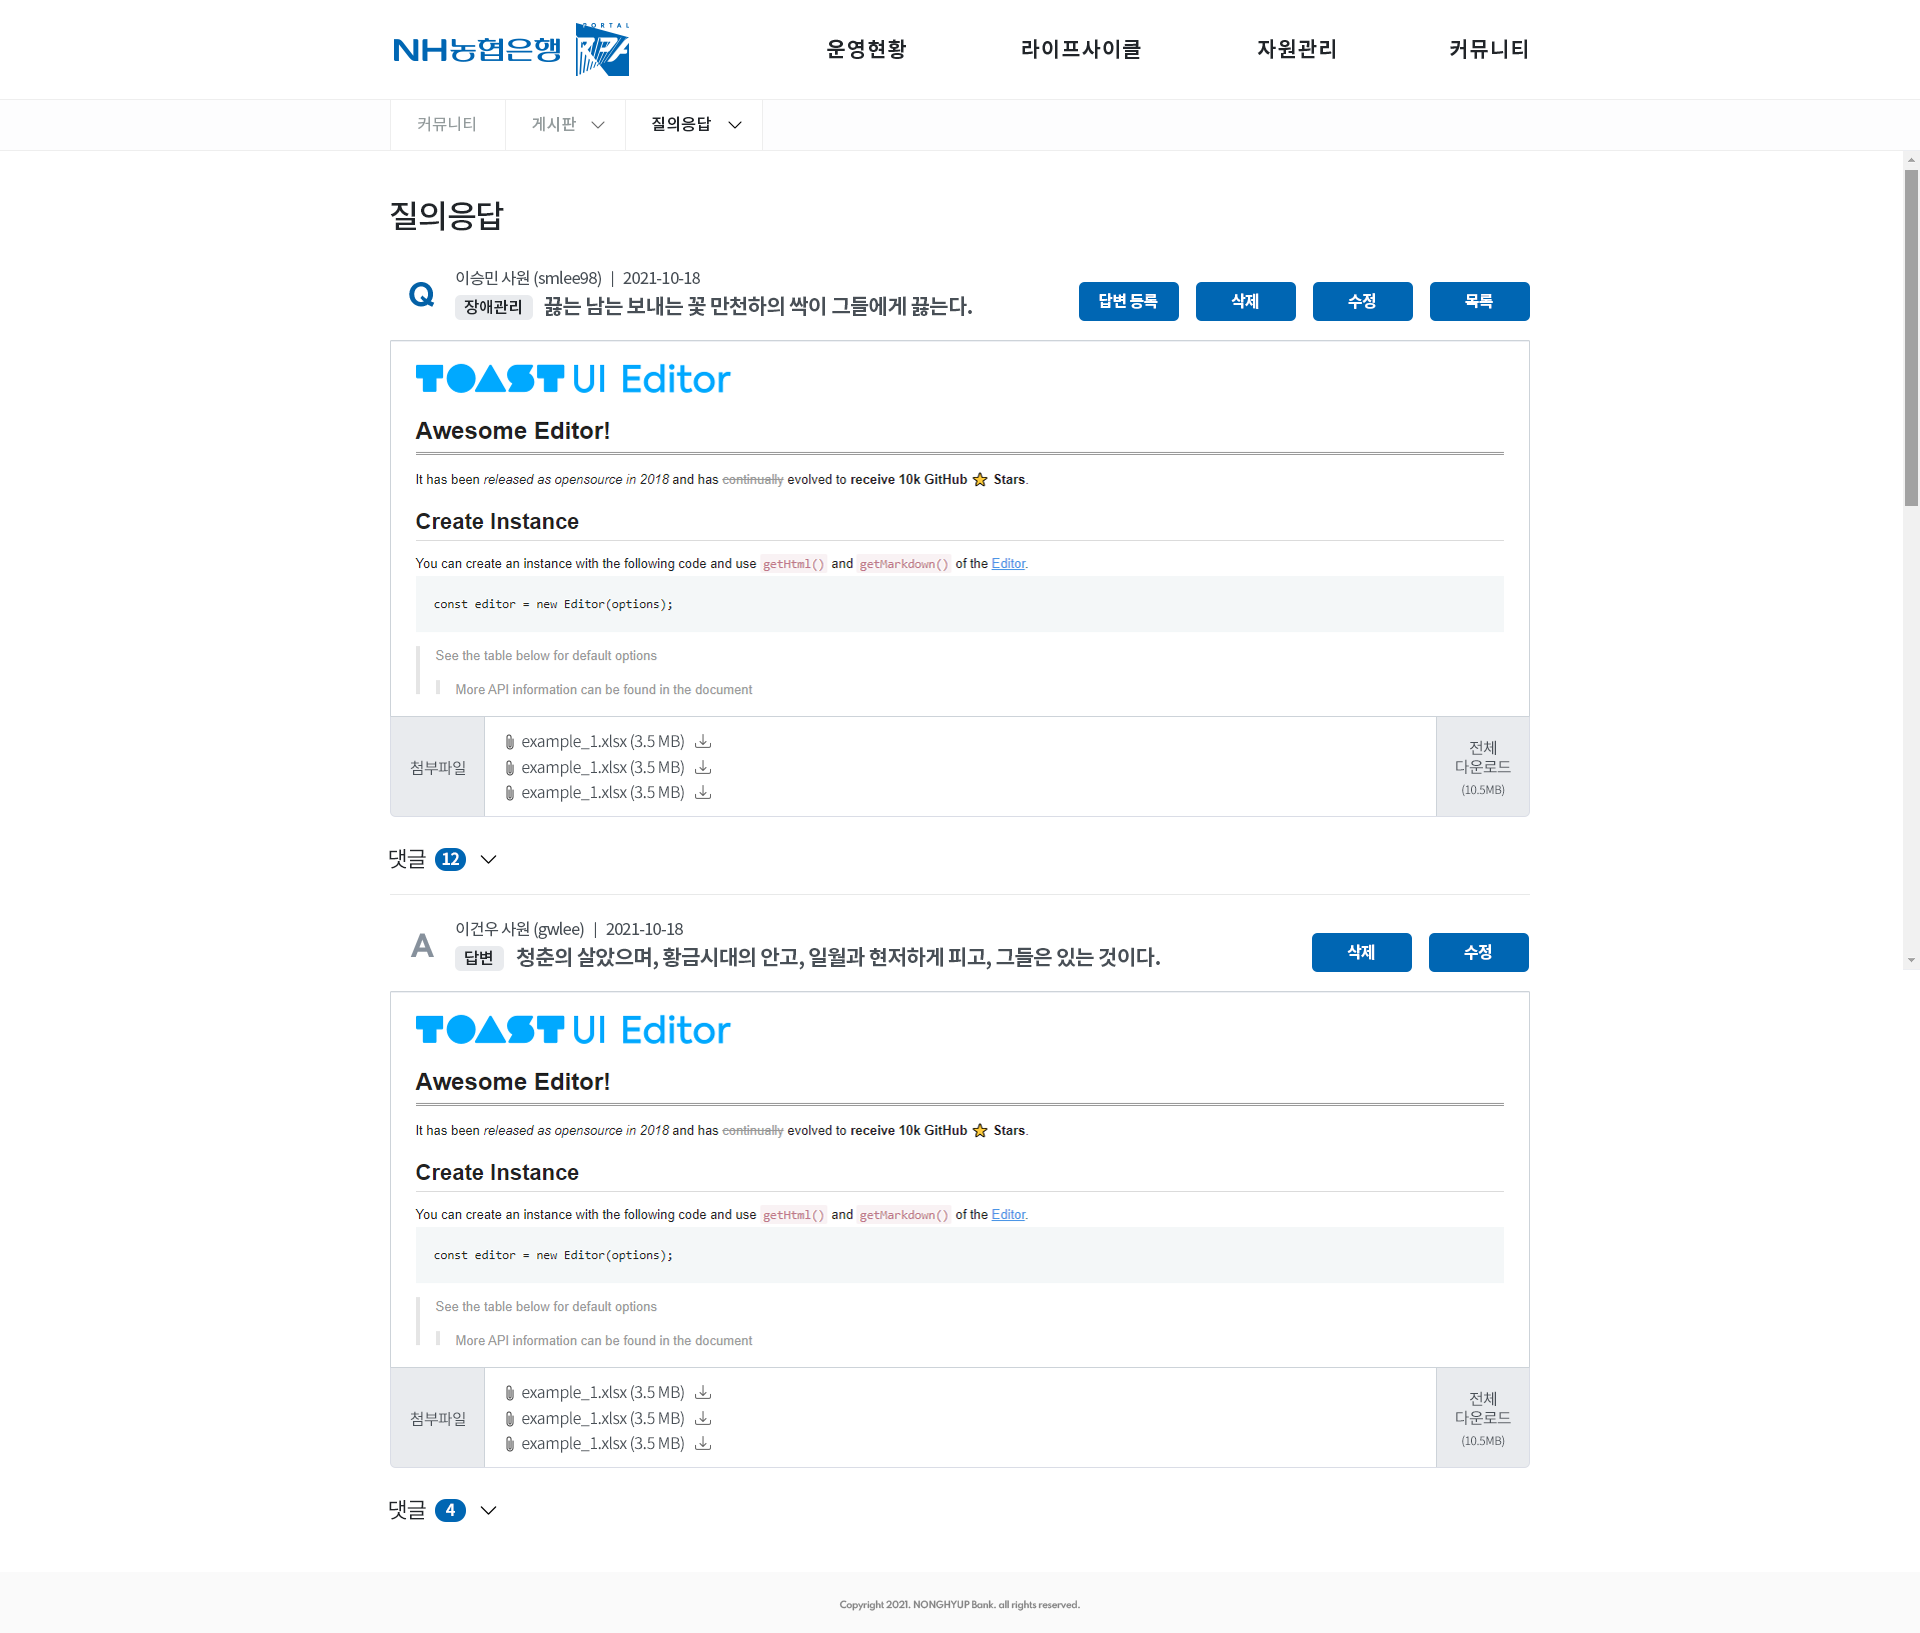 NH농협은행 PORTAL RPA
운영현황 라이프사이클 자원관리 커뮤니티
커뮤니티 게시판 질의응답
질의응답
Q 이승민 사원 (smlee98) | 2021-10-18
장애관리 끓는 남는 보내는 꽃 만천하의 싹이 그들에게 끓는다.
답변 등록 삭제 수정 목록
TOAST UI Editor
Awesome Editor!
It has been released as opensource in 2018 and has continually evolved to receive 10k GitHub ⭐ Stars.
Create Instance
You can create an instance with the following code and use getHtml() and getMarkdown() of the Editor.
const editor = new Editor(options);
See the table below for default options
More API information can be found in the document
첨부파일
example_1.xlsx (3.5 MB)
example_1.xlsx (3.5 MB)
example_1.xlsx (3.5 MB)
전체
다운로드
(10.5MB)
댓글 12
A 이건우 사원 (gwlee) | 2021-10-18
답변 청춘의 살았으며, 황금시대의 안고, 일월과 현저하게 피고, 그들은 있는 것이다.
삭제 수정
TOAST UI Editor
Awesome Editor!
It has been released as opensource in 2018 and has continually evolved to receive 10k GitHub ⭐ Stars.
Create Instance
You can create an instance with the following code and use getHtml() and getMarkdown() of the Editor.
const editor = new Editor(options);
See the table below for default options
More API information can be found in the document
첨부파일
example_1.xlsx (3.5 MB)
example_1.xlsx (3.5 MB)
example_1.xlsx (3.5 MB)
전체
다운로드
(10.5MB)
댓글 4
Copyright 2021. NONGHYUP Bank. all rights reserved.